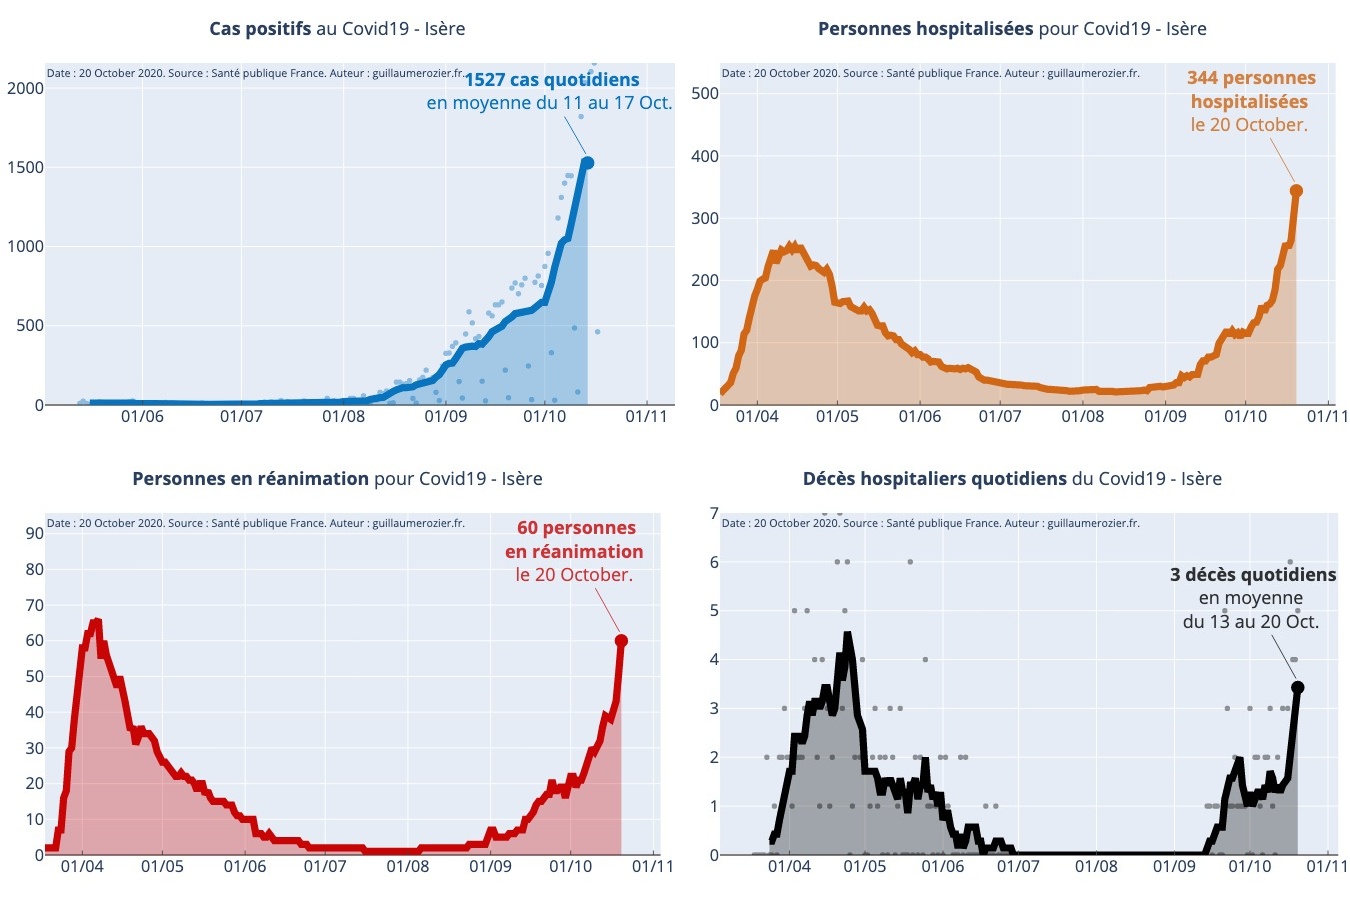 Cas positifs au Covid19 - Isère
Date : 20 October 2020. Source : Santé publique France. Auteur : guillaumerozier.fr.
1527 cas quotidiens
en moyenne du 11 au 17 Oct.
2000
1500
1000
500
0
01/06 01/07 01/08 01/09 01/10 01/11
Personnes hospitalisées pour Covid19 - Isère
Date : 20 October 2020. Source : Santé publique France. Auteur : guillaumerozier.fr.
344 personnes
hospitalisées
le 20 October.
500
400
300
200
100
0
01/04 01/05 01/06 01/07 01/08 01/09 01/10 01/11
Personnes en réanimation pour Covid19 - Isère
Date : 20 October 2020. Source : Santé publique France. Auteur : guillaumerozier.fr.
60 personnes
en réanimation
le 20 October.
90
80
70
60
50
40
30
20
10
0
01/04 01/05 01/06 01/07 01/08 01/09 01/10 01/11
Décès hospitaliers quotidiens du Covid19 - Isère
Date : 20 October 2020. Source : Santé publique France. Auteur : guillaumerozier.fr.
3 décès quotidiens
en moyenne
du 13 au 20 Oct.
7
6
5
4
3
2
1
0
01/04 01/05 01/06 01/07 01/08 01/09 01/10 01/11